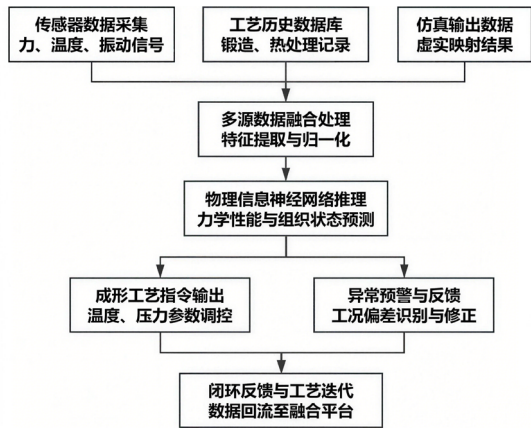 传感器数据采集
力、温度、振动信号
工艺历史数据库
锻造、热处理记录
仿真输出数据
虚实映射结果
多源数据融合处理
特征提取与归一化
物理信息神经网络推理
力学性能与组织状态预测
成形工艺指令输出
温度、压力参数调控
异常预警与反馈
工况偏差识别与修正
闭环反馈与工艺迭代
数据回流至融合平台